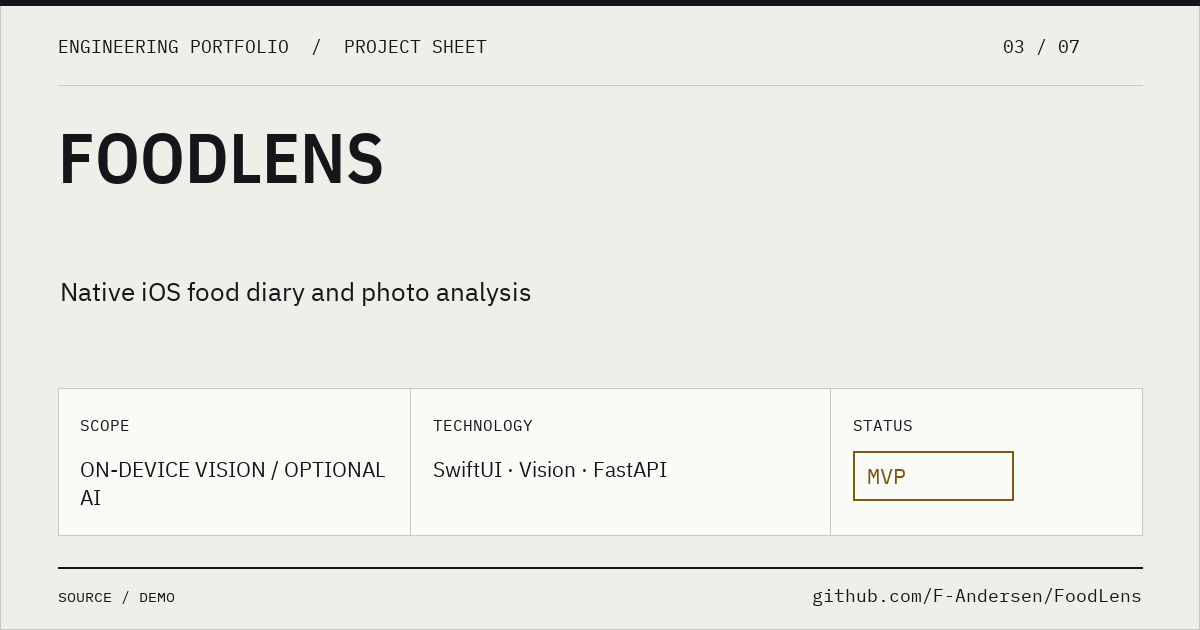 ENGINEERING PORTFOLIO / PROJECT SHEET
03 / 07
FOODLENS
Native iOS food diary and photo analysis
SCOPE
ON-DEVICE VISION / OPTIONAL
AI
TECHNOLOGY
SwiftUI · Vision · FastAPI
STATUS
MVP
SOURCE / DEMO
github.com/F-Andersen/FoodLens